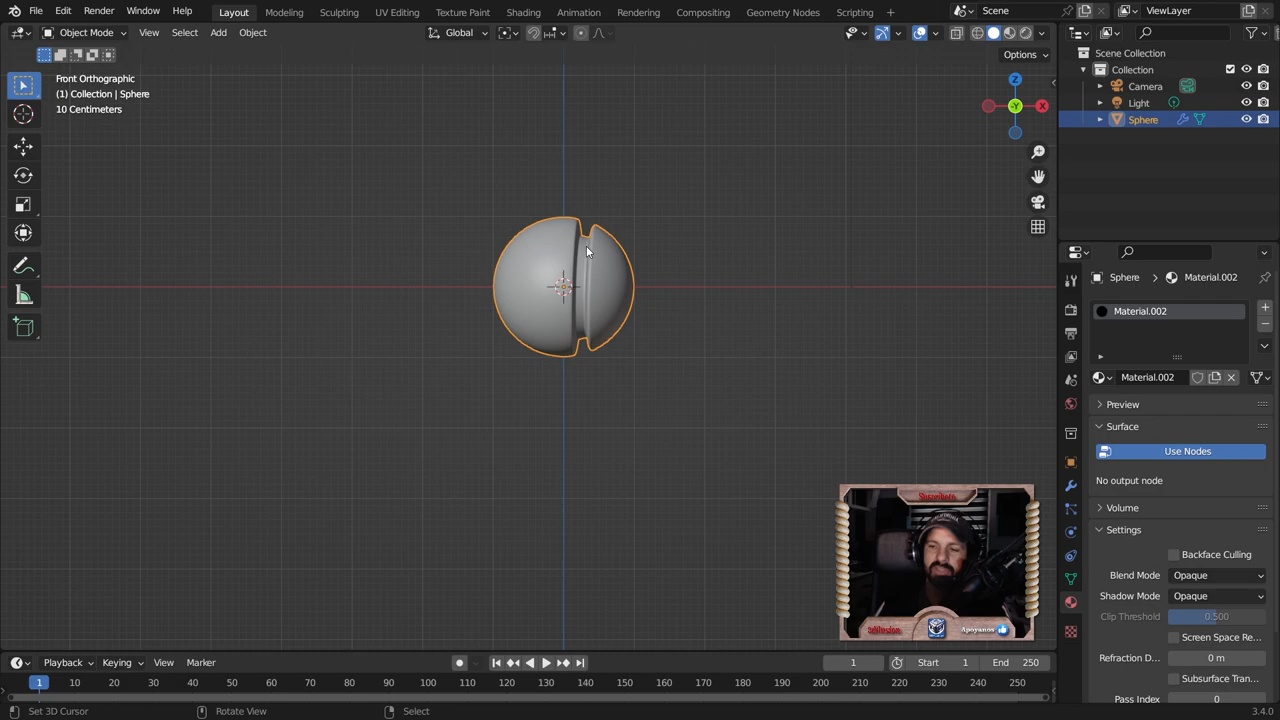 File Edit Render Window Help Layout Modeling Sculpting UV Editing Texture Paint Shading Animation Rendering Compositing Geometry Nodes Scripting Scene ViewLayer
Object Mode View Select Add Object Global
Options
Front Orthographic
(1) Collection | Sphere
10 Centimeters
Z
-Y
X
Scene Collection
Collection
Camera
Light
Sphere
Sphere Material.002
Material.002
Material.002
Preview
Surface
Use Nodes
No output node
Volume
Settings
Backface Culling
Blend Mode Opaque
Shadow Mode Opaque
Clip Threshold 0.500
Screen Space Re...
Refraction D... 0 m
Subsurface Tran...
Pass Index 0
Apoyanos
Playback Keying View Marker 1 Start 1 End 250
1 10 20 30 40 50 60 70 80 90 100 110 120 130 140 150 160 170 180 190 200 210 220 230 240 250
Set 3D Cursor Rotate View Select 3.4.0